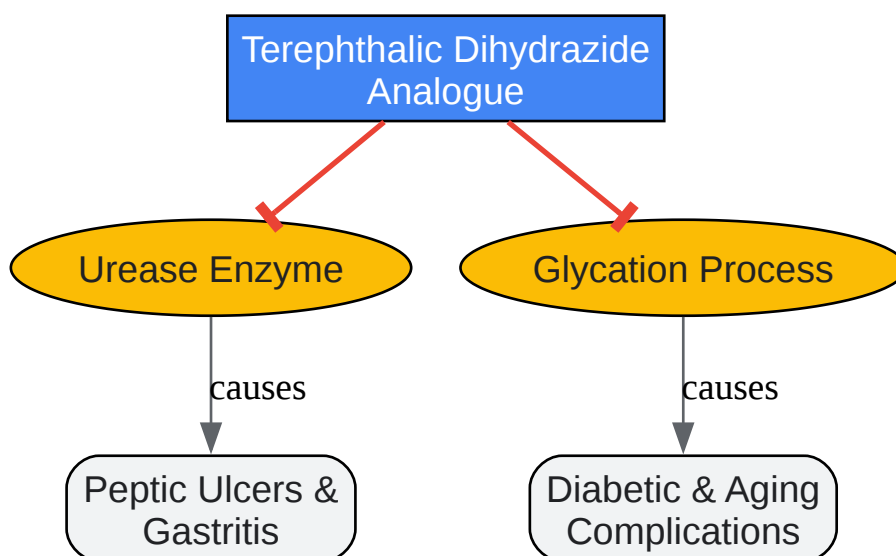 Terephthalic Dihydrazide
Analogue
Urease Enzyme
Glycation Process
causes
causes
Peptic Ulcers &
Gastritis
Diabetic & Aging
Complications